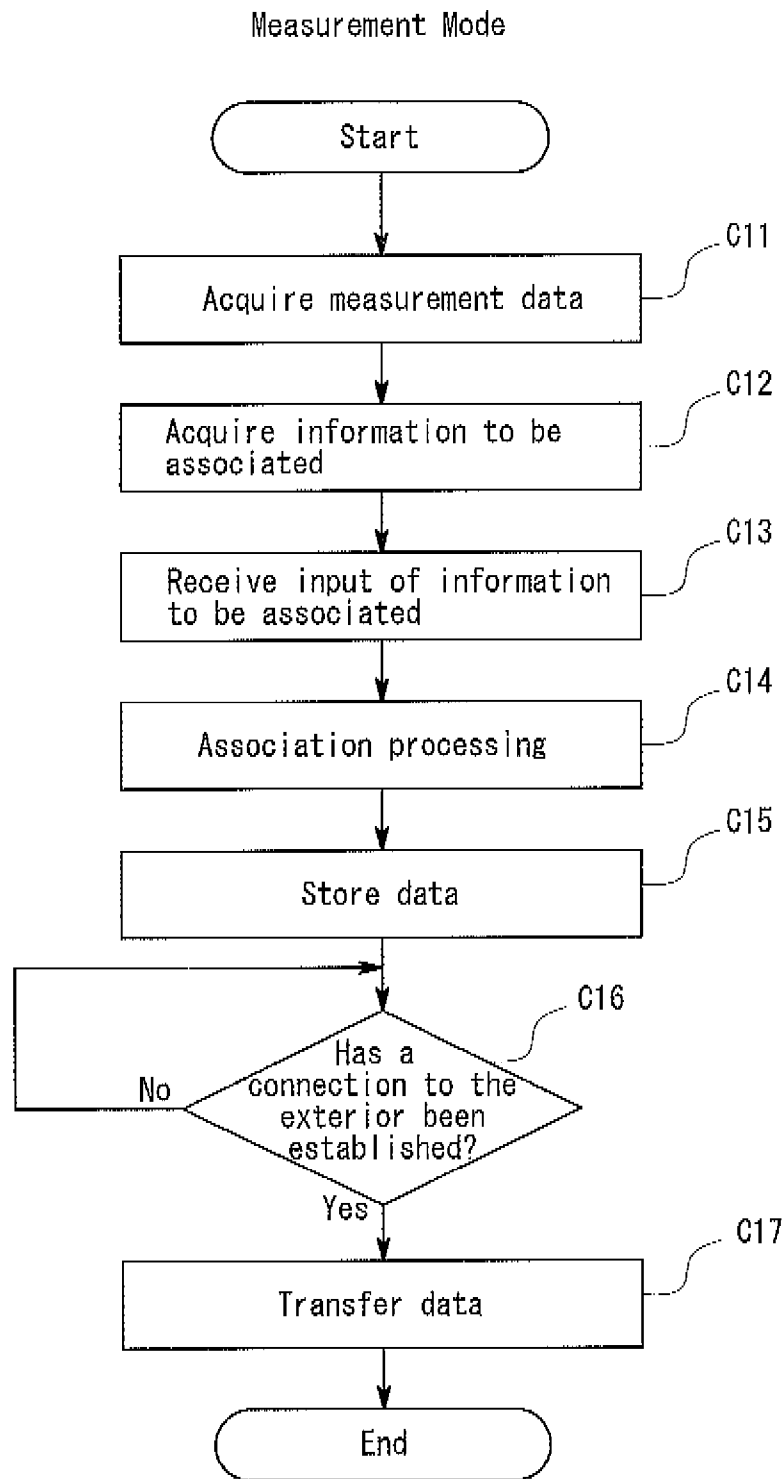 Measurement Mode
Start
C11
Acquire measurement data
C12
Acquire information to be
associated
C13
Receive input of information
to be associated
C14
Association processing
C15
Store data
C16
Has a
connection to the
exterior been
established?
No
Yes
C17
Transfer data
End